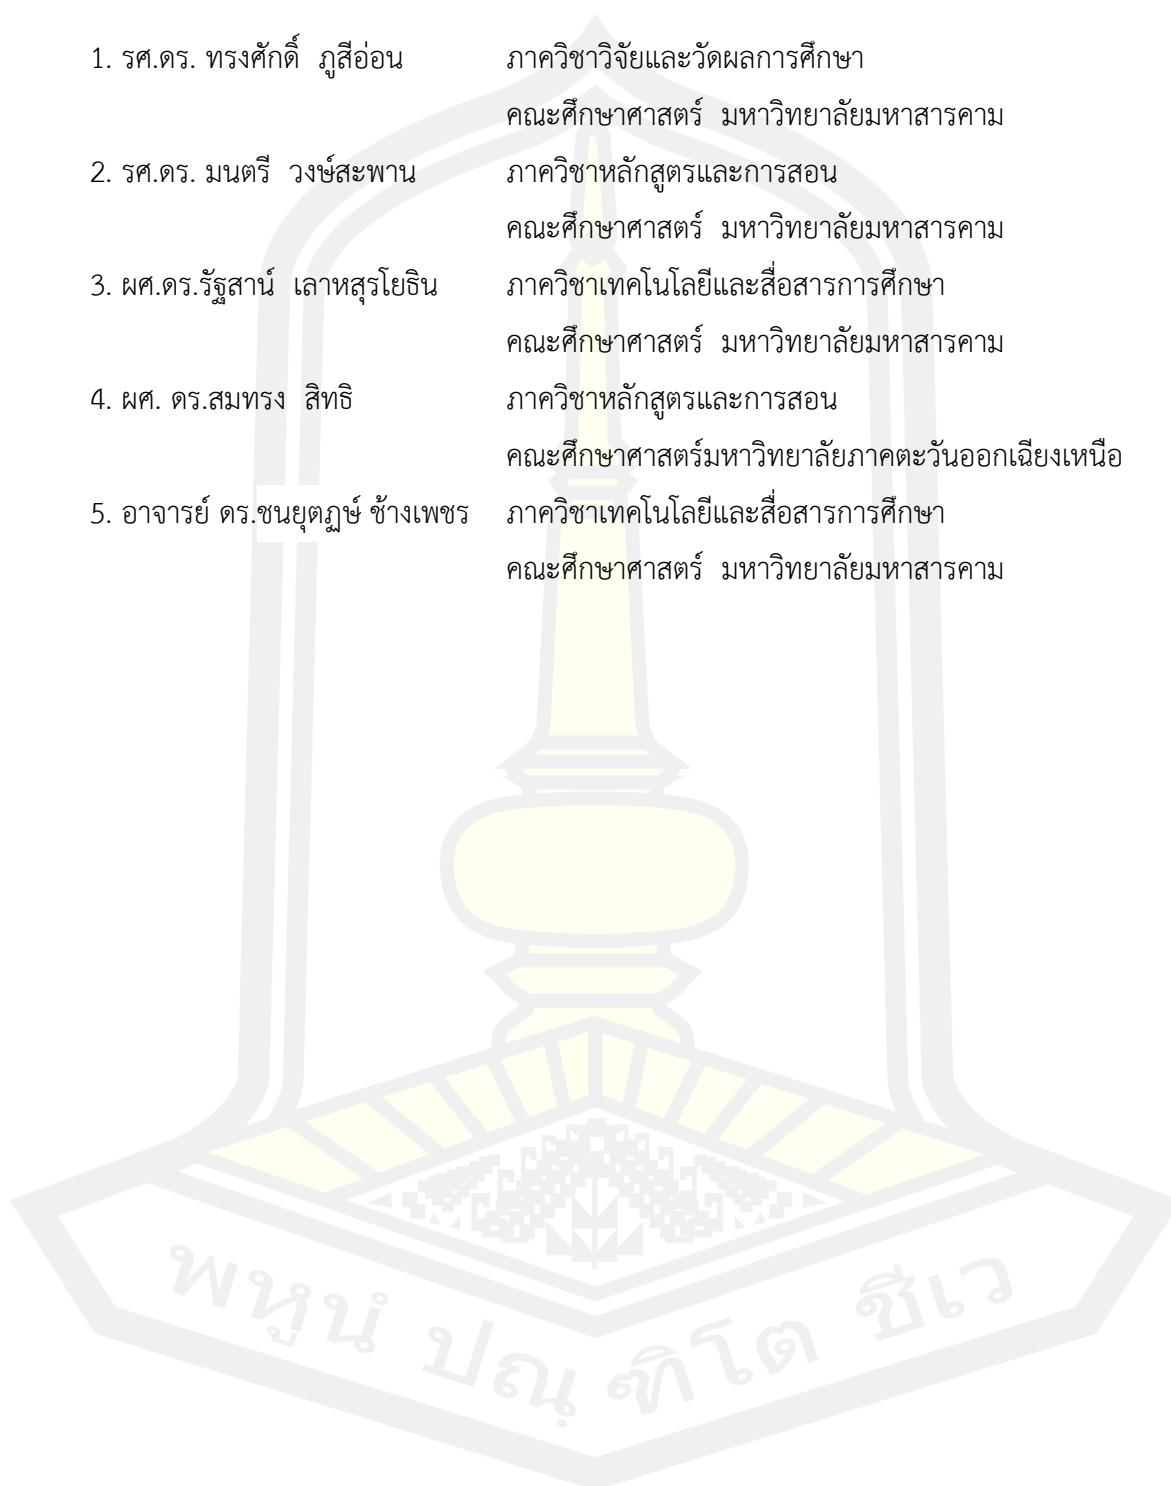 1. รศ.ดร. ทรงศักดิ์ ภูสีอ่อน ภาควิชาวิจัยและวัดผลการศึกษา
คณะศึกษาศาสตร์ มหาวิทยาลัยมหาสารคาม
2. รศ.ดร. มนตรี วงษ์สะพาน ภาควิชาหลักสูตรและการสอน
คณะศึกษาศาสตร์ มหาวิทยาลัยมหาสารคาม
3. ผศ.ดร.รัฐสาน์ เลาหสุรโยธิน ภาควิชาเทคโนโลยีและสื่อสารการศึกษา
คณะศึกษาศาสตร์ มหาวิทยาลัยมหาสารคาม
4. ผศ. ดร.สมทรง สิทธิ ภาควิชาหลักสูตรและการสอน
คณะศึกษาศาสตร์มหาวิทยาลัยภาคตะวันออกเฉียงเหนือ
5. อาจารย์ ดร.ชนยุตฏษ์ ช้างเพชร ภาควิชาเทคโนโลยีและสื่อสารการศึกษา
คณะศึกษาศาสตร์ มหาวิทยาลัยมหาสารคาม
พหูนํ ปณฺฑิโต ชีเว